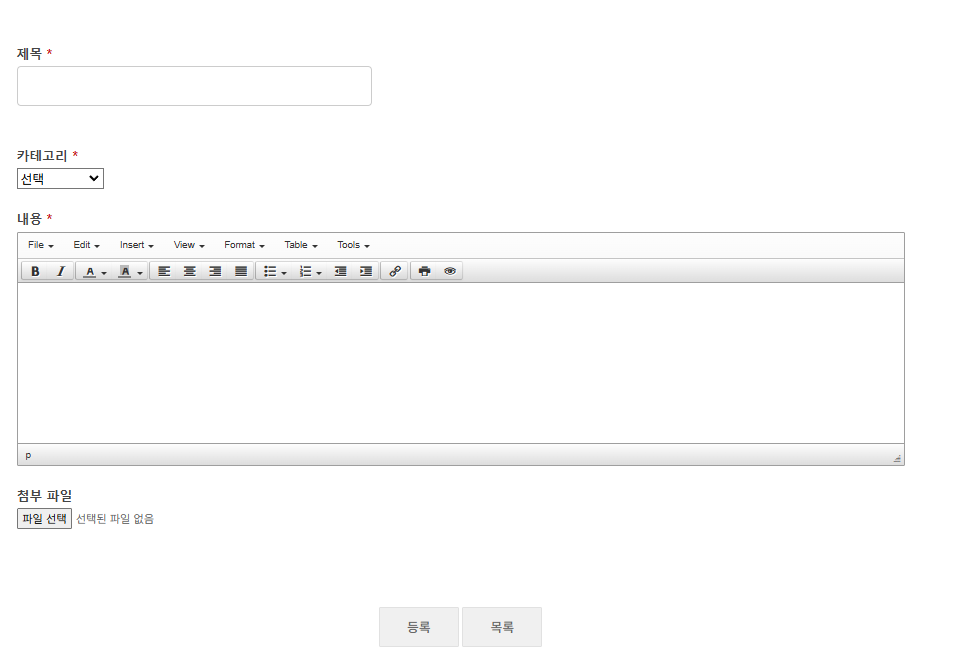 제목 *
카테고리 *
선택
내용 *
File Edit Insert View Format Table Tools
B I A A
p
첨부 파일
파일 선택 선택된 파일 없음
등록 목록